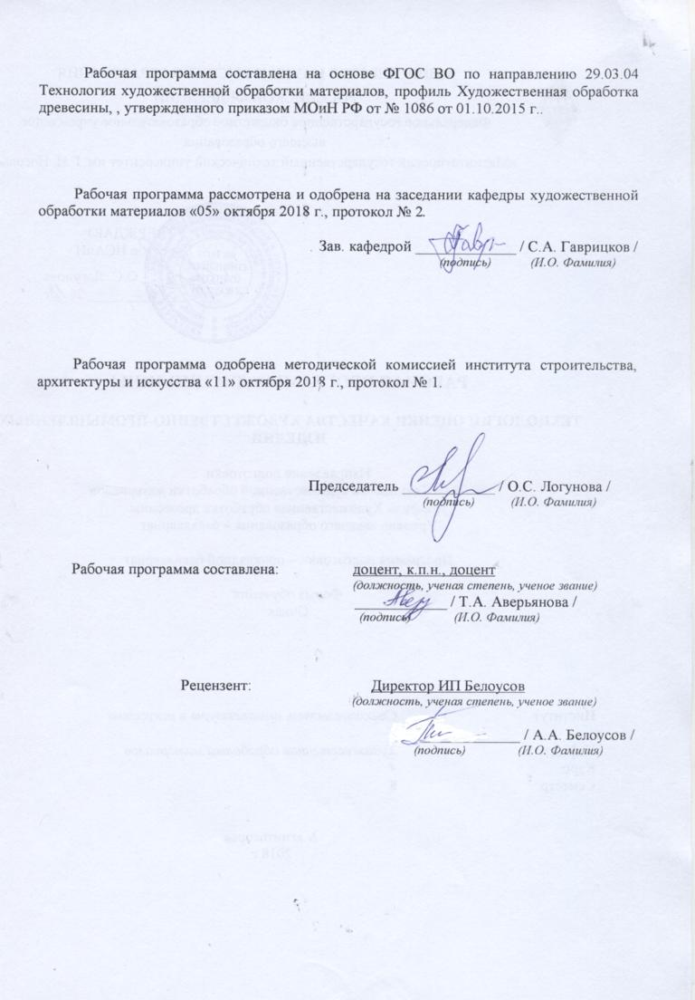 Рабочая программа составлена на основе ФГОС ВО по направлению 29.03.04
Технология художественной обработки материалов, профиль Художественная обработка
древесины, , утвержденного приказом МОиН РФ от № 1086 от 01.10.2015 г..
Рабочая программа рассмотрена и одобрена на заседании кафедры художественной
обработки материалов «05» октября 2018 г., протокол № 2.
Зав. кафедрой _____________ / С.А. Гаврицков /
(подпись) (И.О. Фамилия)
Рабочая программа одобрена методической комиссией института строительства,
архитектуры и искусства «11» октября 2018 г., протокол № 1.
Председатель ____________ / О.С. Логунова /
(подпись) (И.О. Фамилия)
Рабочая программа составлена: доцент, к.п.н., доцент
(должность, ученая степень, ученое звание)
____________ / Т.А. Аверьянова /
(подпись) (И.О. Фамилия)
Рецензент: Директор ИП Белоусов
(должность, ученая степень, ученое звание)
_____________ / А.А. Белоусов /
(подпись) (И.О. Фамилия)